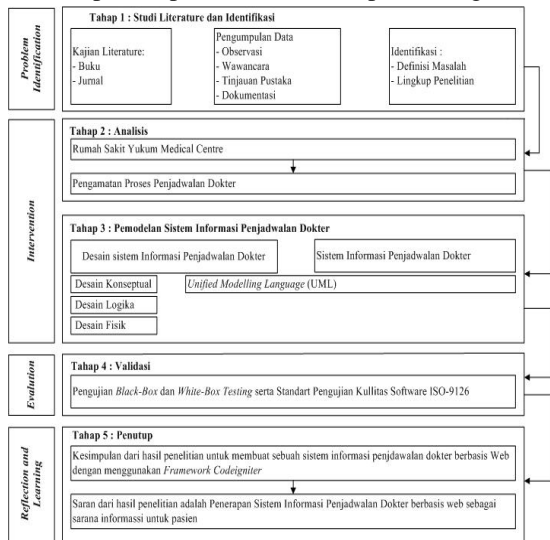 Problem
Identification
Tahap 1 : Studi Literature dan Identifikasi
Kajian Literature:
- Buku
- Jurnal
Pengumpulan Data
- Observasi
- Wawancara
- Tinjauan Pustaka
- Dokumentasi
Identifikasi :
- Definisi Masalah
- Lingkup Penelitian
Intervention
Tahap 2 : Analisis
Rumah Sakit Yukum Medical Centre
Pengamatan Proses Penjadwalan Dokter
Tahap 3 : Pemodelan Sistem Informasi Penjadwalan Dokter
Desain sistem Informasi Penjadwalan Dokter
Sistem Informasi Penjadwalan Dokter
Desain Konseptual
Unified Modelling Language (UML)
Desain Logika
Desain Fisik
Evalution
Tahap 4 : Validasi
Pengujian Black-Box dan White-Box Testing serta Standart Pengujian Kullitas Software ISO-9126
Reflection and
Learning
Tahap 5 : Penutup
Kesimpulan dari hasil penelitian untuk membuat sebuah sistem informasi penjdawalan dokter berbasis Web
dengan menggunakan Framework Codeigniter
Saran dari hasil penelitian adalah Penerapan Sistem Informasi Penjadwalan Dokter berbasis web sebagai
sarana informassi untuk pasien